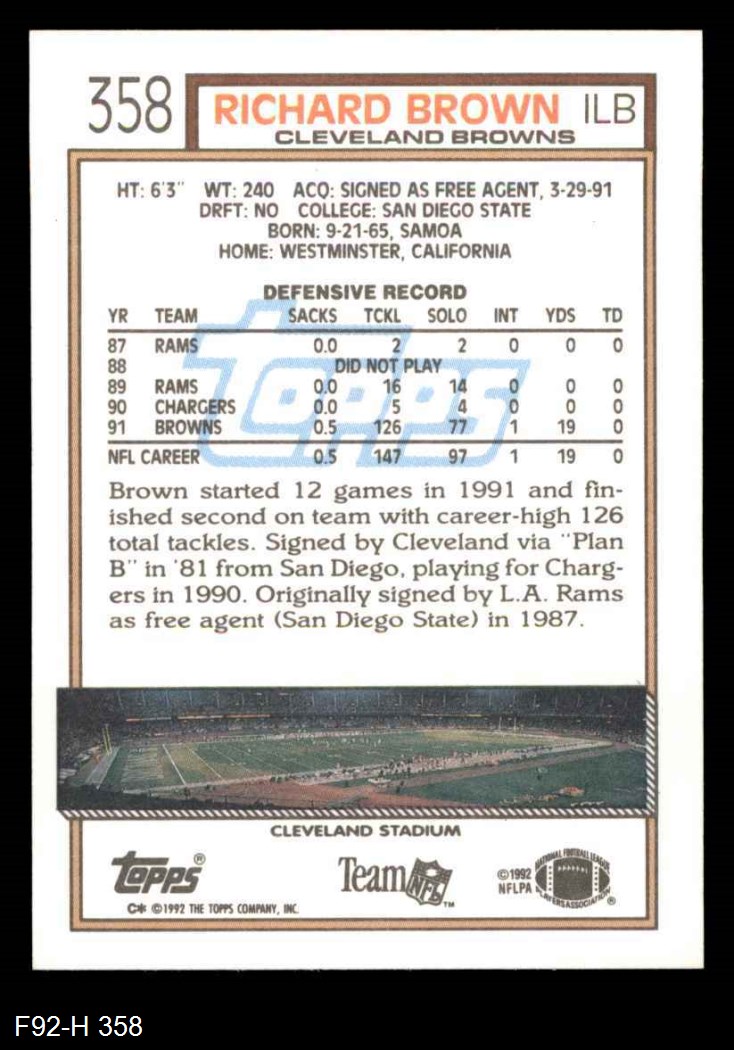 358 RICHARD BROWN ILB
CLEVELAND BROWNS
HT: 6'3" WT: 240 ACQ: SIGNED AS FREE AGENT, 3-29-91
DRFT: NO COLLEGE: SAN DIEGO STATE
BORN: 9-21-65, SAMOA
HOME: WESTMINSTER, CALIFORNIA
DEFENSIVE RECORD
YR TEAM SACKS TCKL SOLO INT YDS TD
87 RAMS 0.0 2 2 0 0 0
88 DID NOT PLAY
89 RAMS 0.0 16 14 0 0 0
90 CHARGERS 0.0 5 4 0 0 0
91 BROWNS 0.5 126 77 1 19 0
NFL CAREER 0.5 147 97 1 19 0
Topps
Brown started 12 games in 1991 and fin-
ished second on team with career-high 126
total tackles. Signed by Cleveland via "Plan
B" in '81 from San Diego, playing for Charg-
ers in 1990. Originally signed by L.A. Rams
as free agent (San Diego State) in 1987.
CLEVELAND STADIUM
Topps®
C* ©1992 THE TOPPS COMPANY, INC.
Team NFL™
©1992
NFLPA
NATIONAL FOOTBALL LEAGUE
PLAYERS ASSOCIATION®
F92-H 358